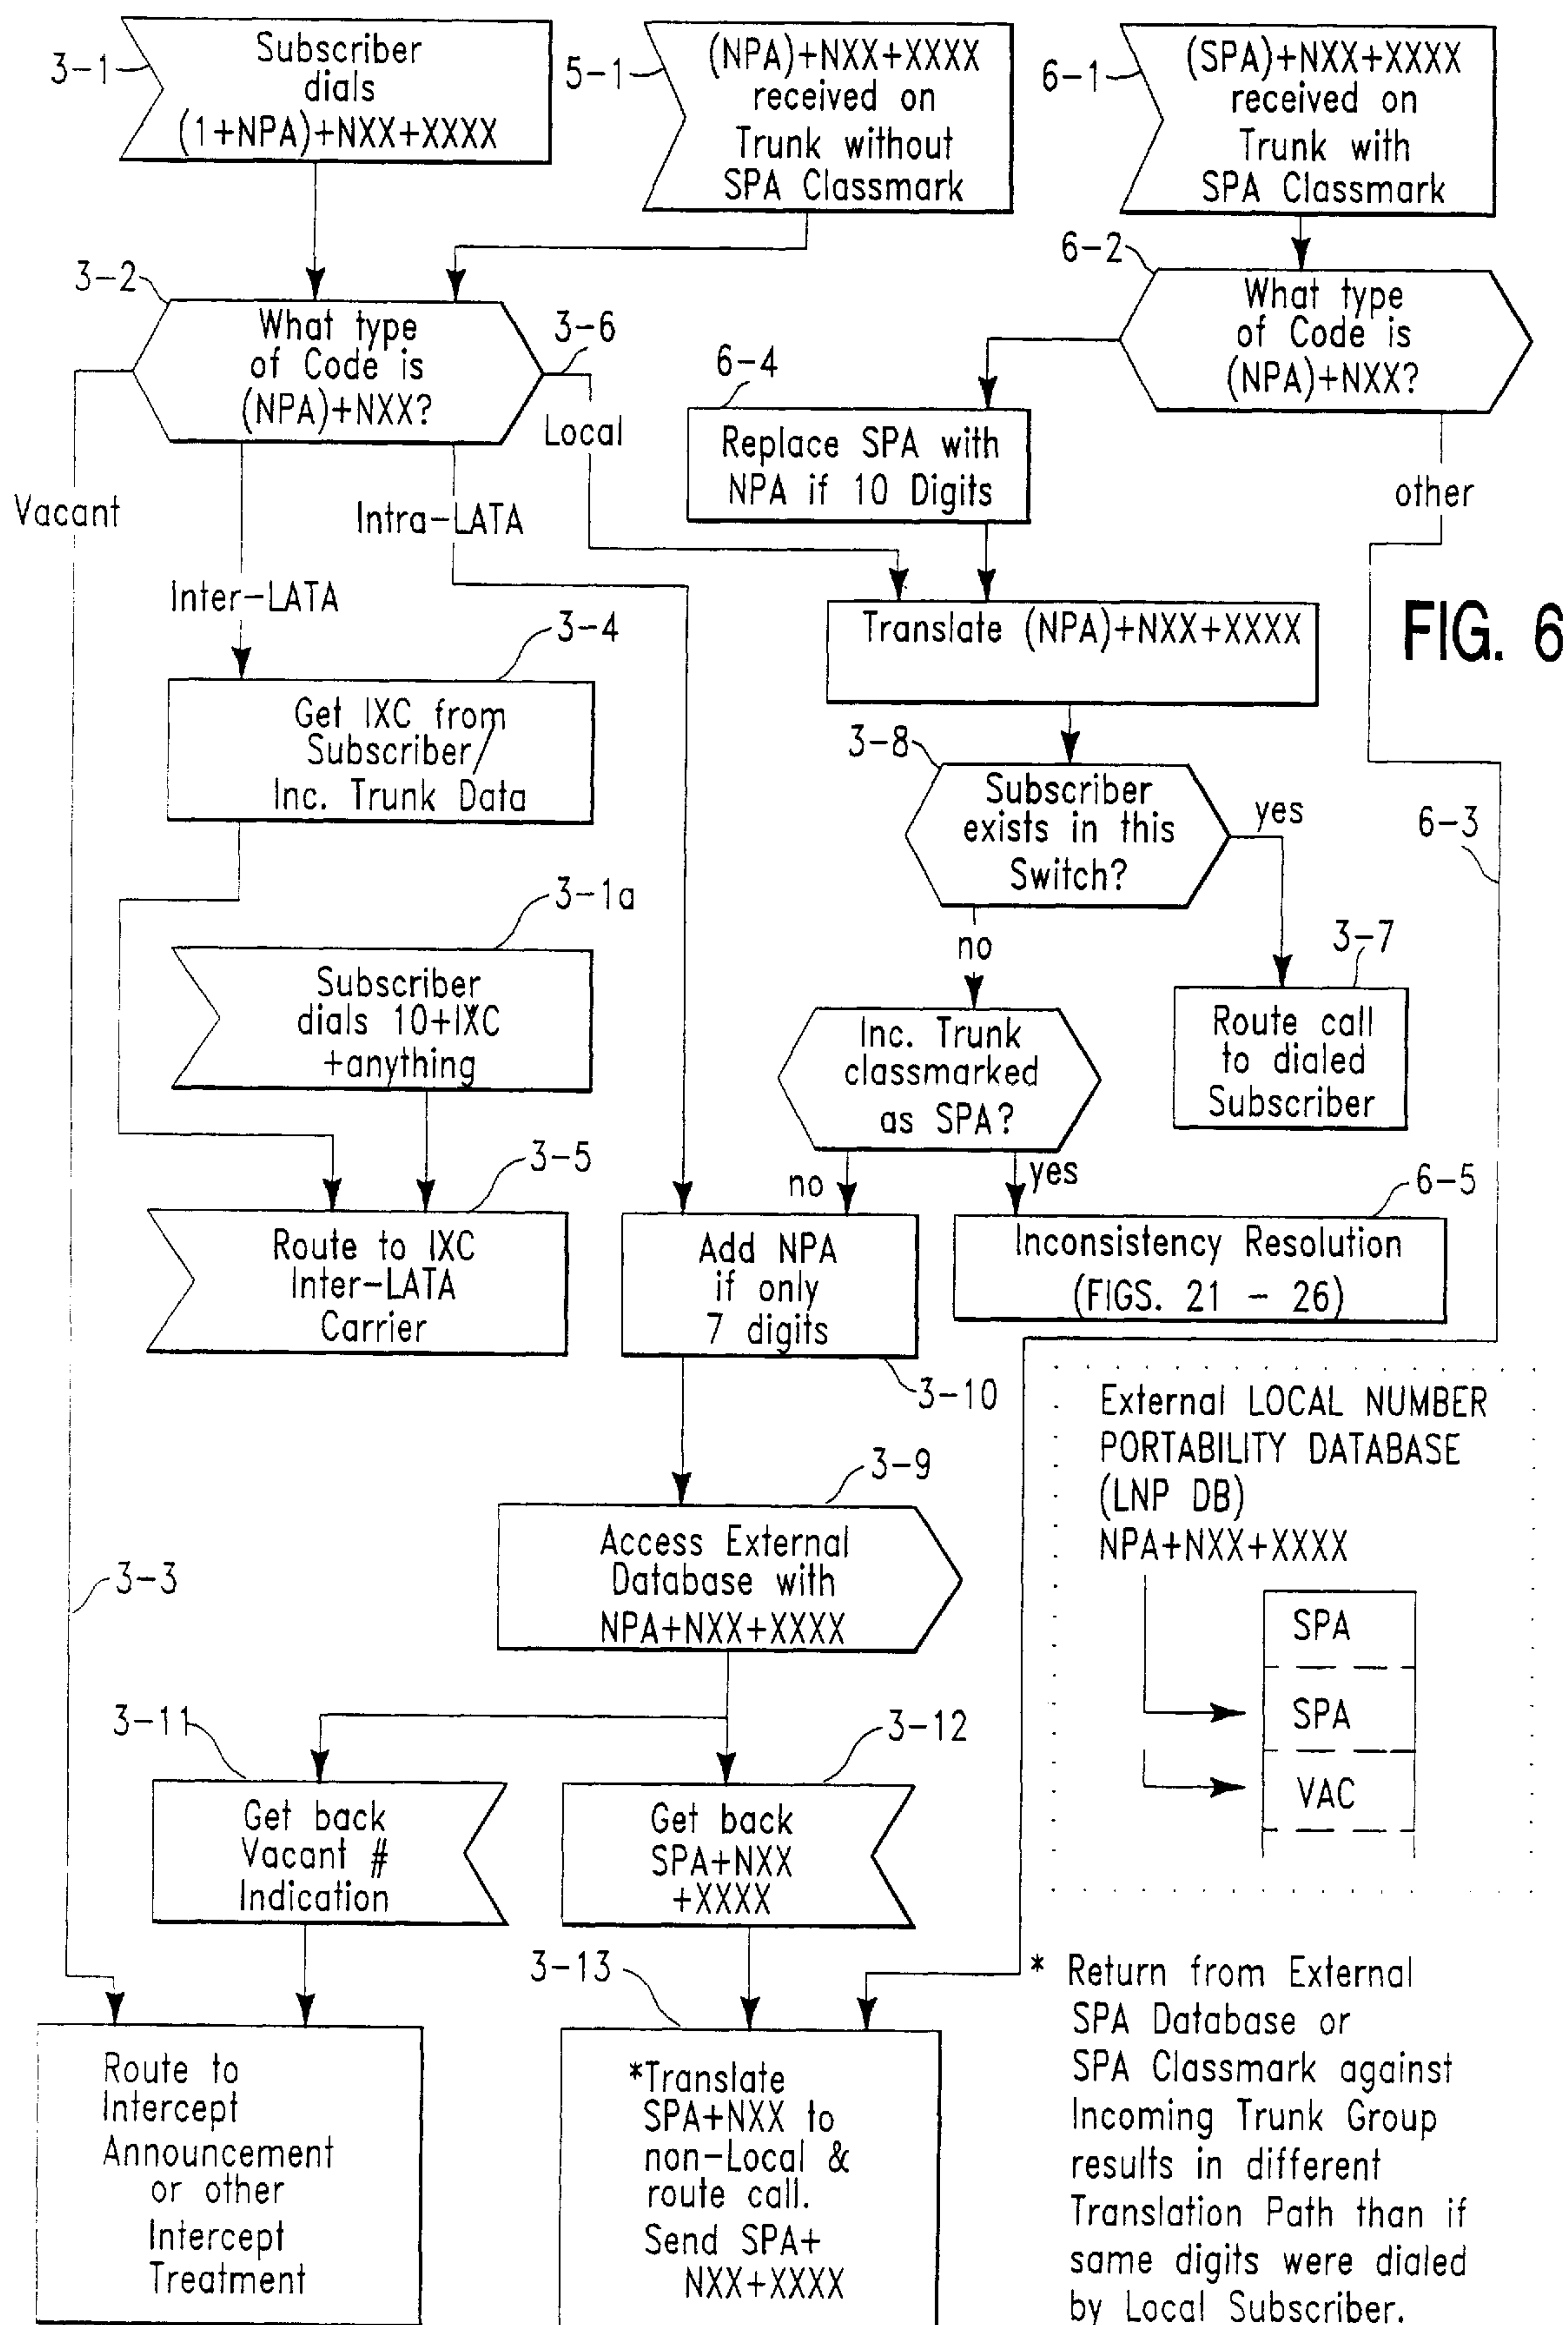 3-1
Subscriber
dials
(1+NPA)+NXX+XXXX
5-1
(NPA)+NXX+XXXX
received on
Trunk without
SPA Classmark
6-1
(SPA)+NXX+XXXX
received on
Trunk with
SPA Classmark
3-2
What type
of Code is
(NPA)+NXX?
3-6
Local
6-2
What type
of Code is
(NPA)+NXX?
6-4
Replace SPA with
NPA if 10 Digits
other
Vacant
Intra-LATA
Inter-LATA
Translate (NPA)+NXX+XXXX
FIG. 6
3-4
Get IXC from
Subscriber/
Inc. Trunk Data
3-8
Subscriber
exists in this
Switch?
yes
no
6-3
3-1a
Subscriber
dials 10+IXC
+anything
3-7
Route call
to dialed
Subscriber
Inc. Trunk
classmarked
as SPA?
no
yes
3-5
Route to IXC
Inter-LATA
Carrier
Add NPA
if only
7 digits
3-10
6-5
Inconsistency Resolution
(FIGS. 21 - 26)
External LOCAL NUMBER
PORTABILITY DATABASE
(LNP DB)
NPA+NXX+XXXX
SPA
SPA
VAC
3-9
Access External
Database with
NPA+NXX+XXXX
3-3
3-11
Get back
Vacant #
Indication
3-12
Get back
SPA+NXX
+XXXX
3-13
Route to
Intercept
Announcement
or other
Intercept
Treatment
*Translate
SPA+NXX to
non-Local &
route call.
Send SPA+
NXX+XXXX
* Return from External
SPA Database or
SPA Classmark against
Incoming Trunk Group
results in different
Translation Path than if
same digits were dialed
by Local Subscriber.